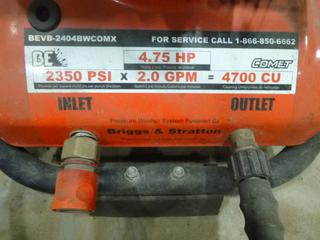 BEVB-2404BWCOMX FOR SERVICE CALL 1-866-850-6662
BE 4.75 HP COMET
2350 PSI x 2.0 GPM = 4700 CU
INLET OUTLET
Pressure Washer System Powered By
Briggs & Stratton